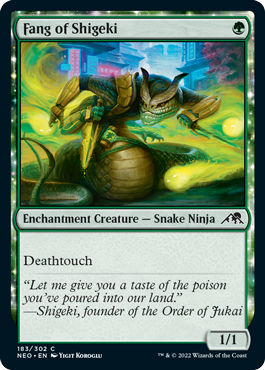 Fang of Shigeki
Enchantment Creature — Snake Ninja
Deathtouch
“Let me give you a taste of the poison
you’ve poured into our land.”
—Shigeki, founder of the Order of Jukai
1/1
183/302 C
NEO • EN Yigit Koroglu
™ & © 2022 Wizards of the Coast